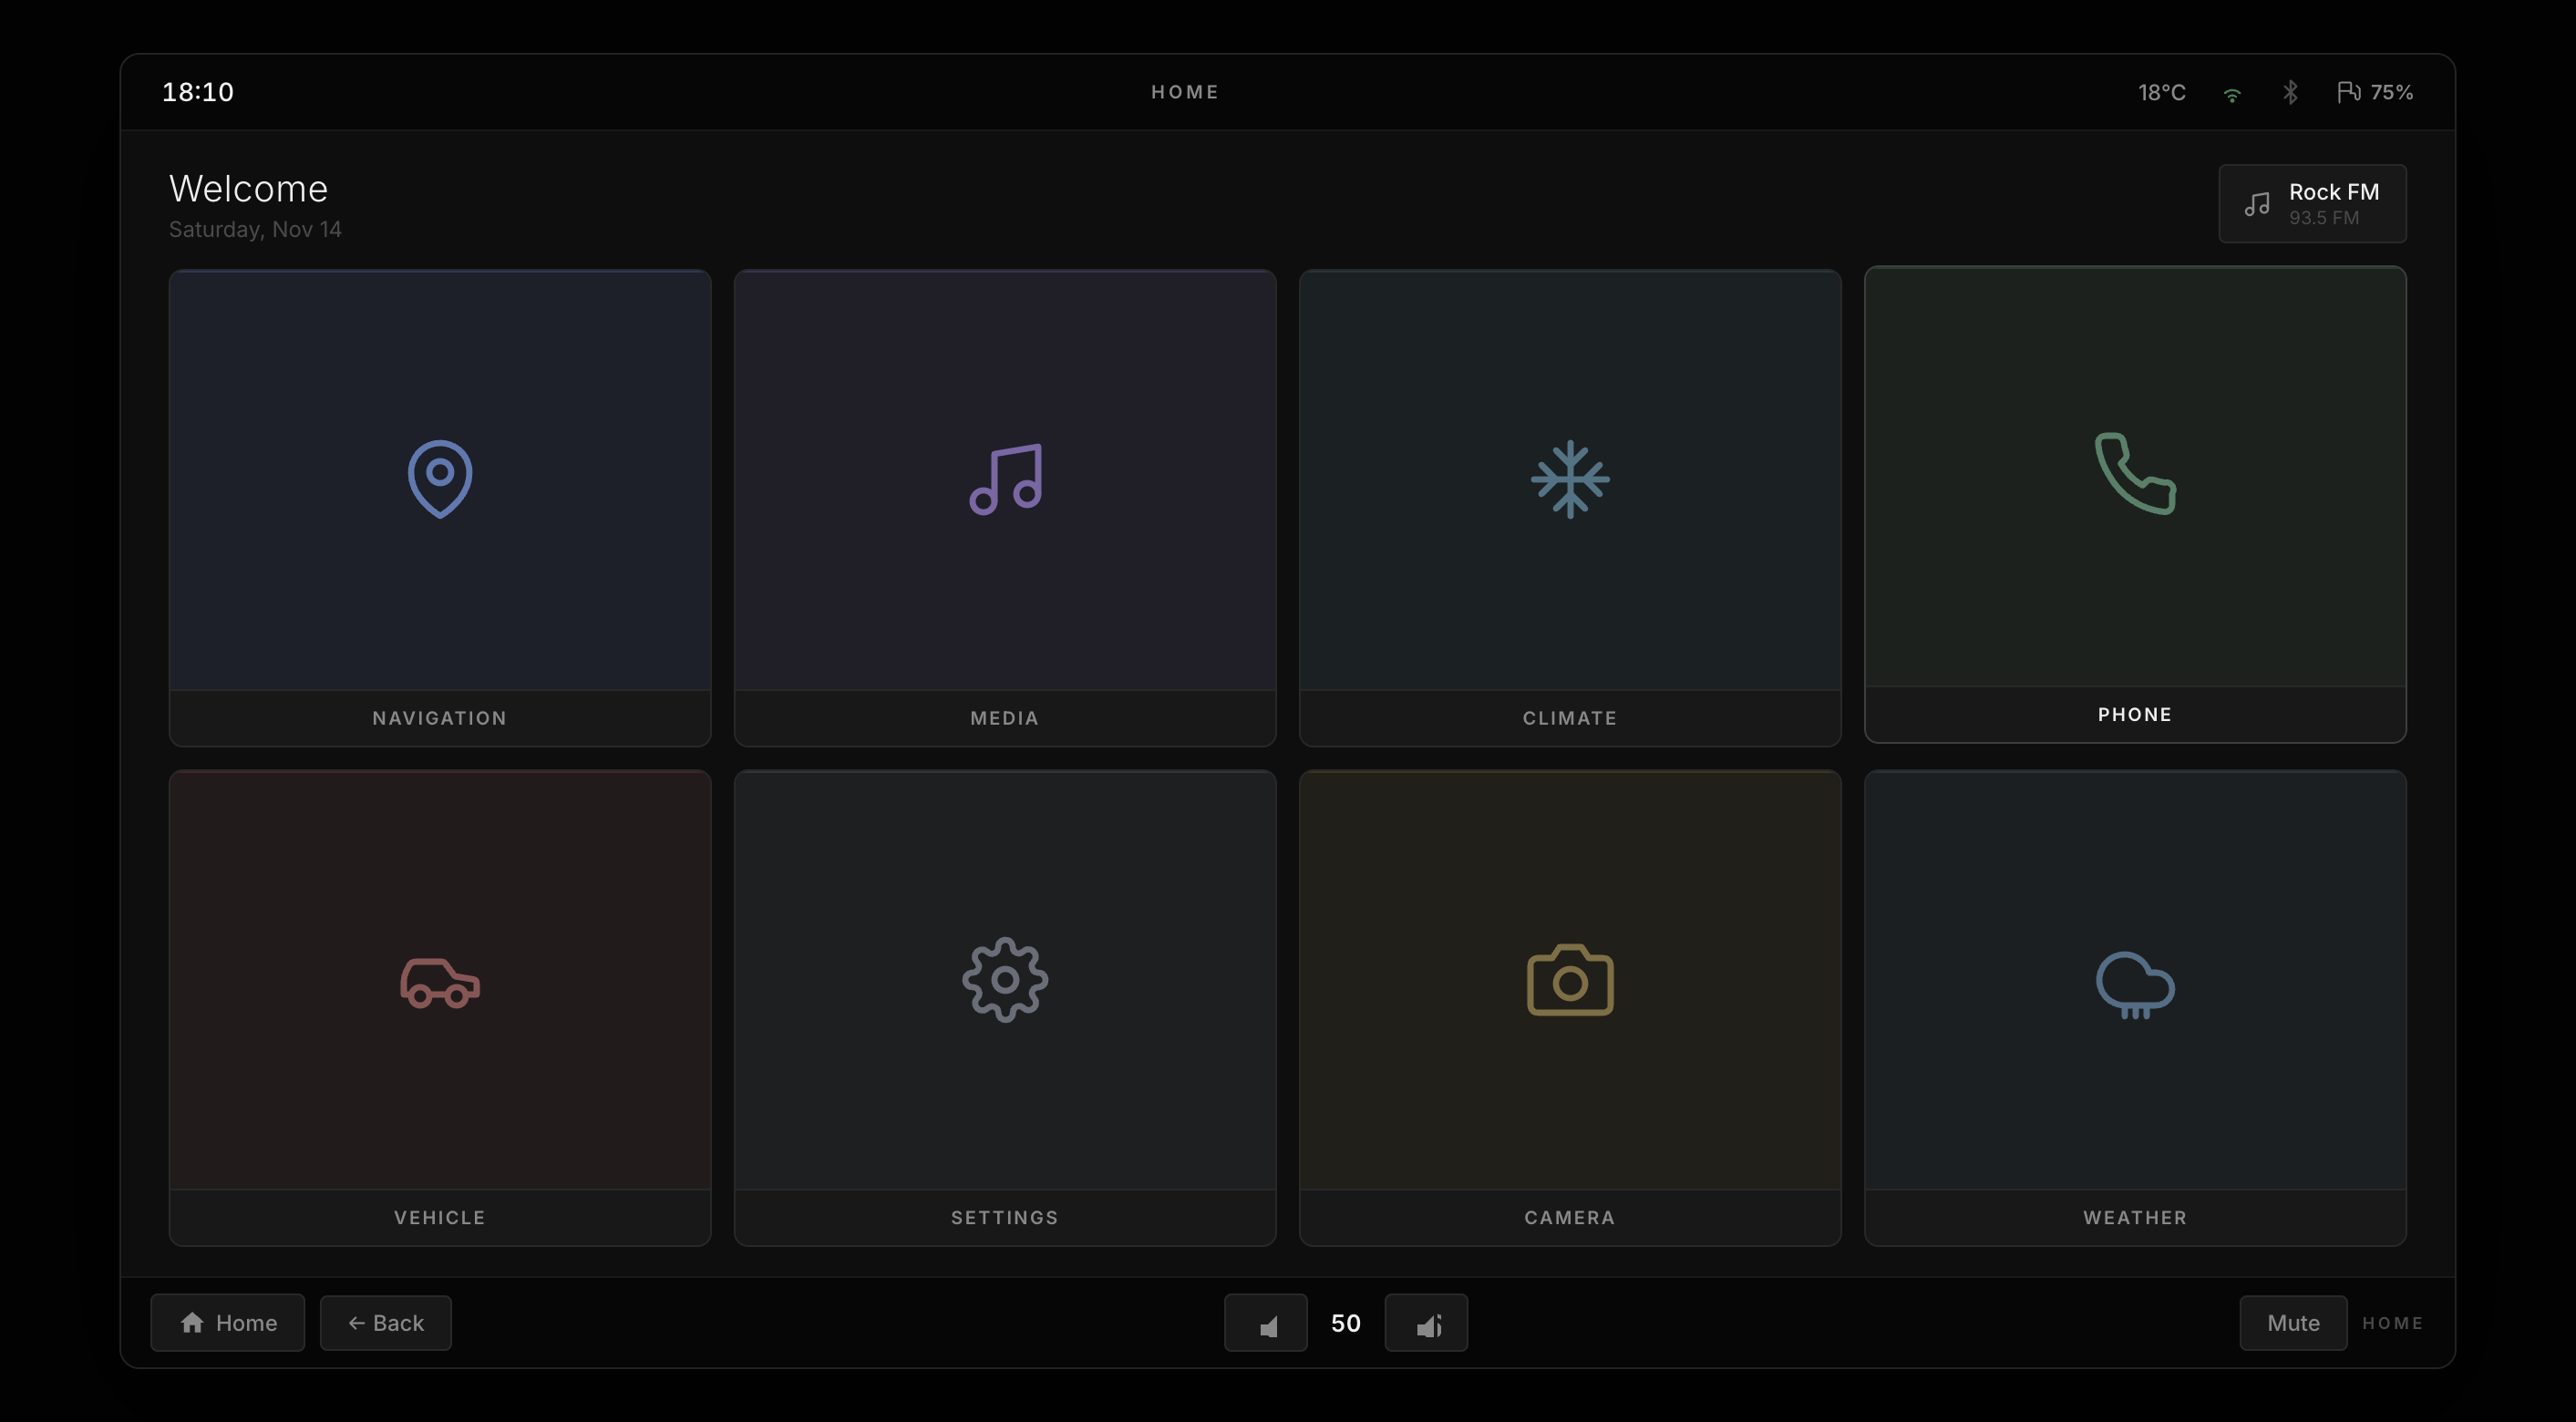 18:10
HOME
18°C
75%
Welcome
Saturday, Nov 14
Rock FM
93.5 FM
NAVIGATION
MEDIA
CLIMATE
PHONE
VEHICLE
SETTINGS
CAMERA
WEATHER
Home
← Back
50
Mute
HOME